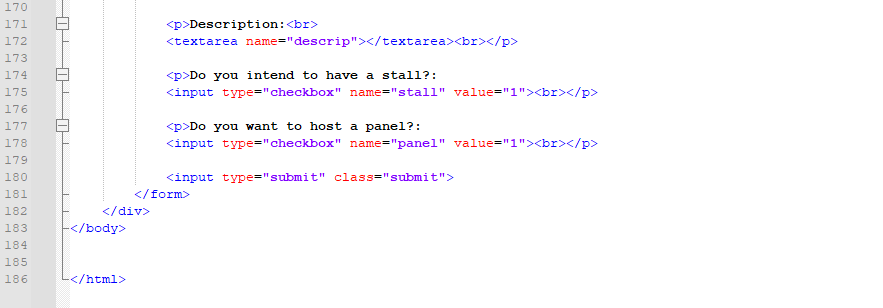 170
171 <p>Description:<br>
172 <textarea name="descrip"></textarea><br></p>
173
174 <p>Do you intend to have a stall?:
175 <input type="checkbox" name="stall" value="1"><br></p>
176
177 <p>Do you want to host a panel?:
178 <input type="checkbox" name="panel" value="1"><br></p>
179
180 <input type="submit" class="submit">
181 </form>
182 </div>
183 </body>
184
185
186 </html>